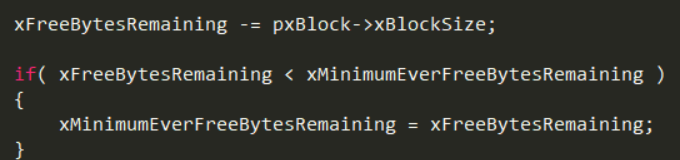 xFreeBytesRemaining -= pxBlock->xBlockSize;
if( xFreeBytesRemaining < xMinimumEverFreeBytesRemaining )
{
xMinimumEverFreeBytesRemaining = xFreeBytesRemaining;
}